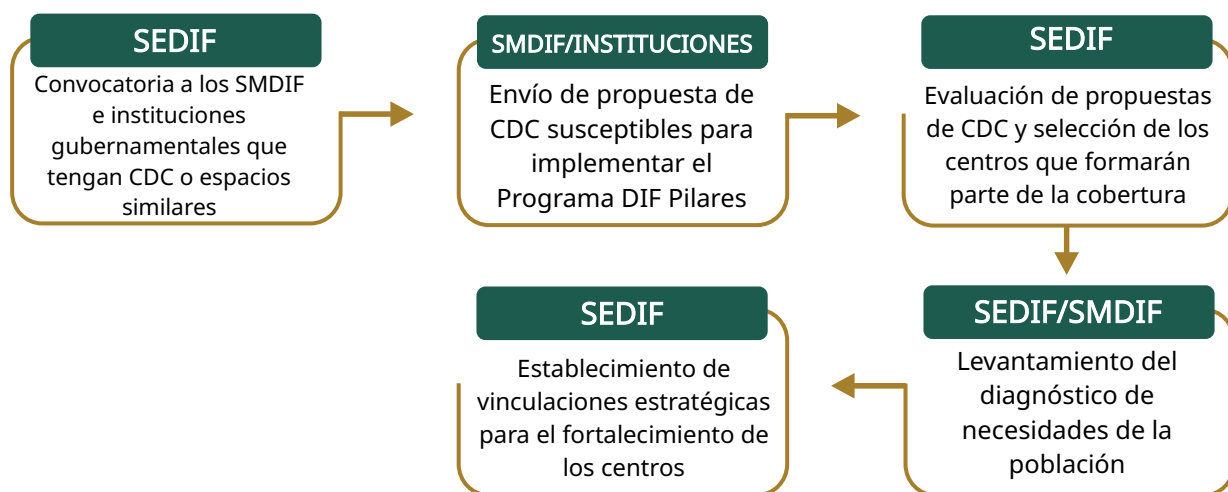 SEDIF
Convocatoria a los SMDIF
e instituciones
gubernamentales que
tengan CDC o espacios
similares
SMDIF/INSTITUCIONES
Envío de propuesta de
CDC susceptibles para
implementar el
Programa DIF Pilares
SEDIF
Evaluación de propuestas
de CDC y selección de los
centros que formarán
parte de la cobertura
SEDIF/SMDIF
Levantamiento del
diagnóstico de
necesidades de la
población
SEDIF
Establecimiento de
vinculaciones estratégicas
para el fortalecimiento de
los centros